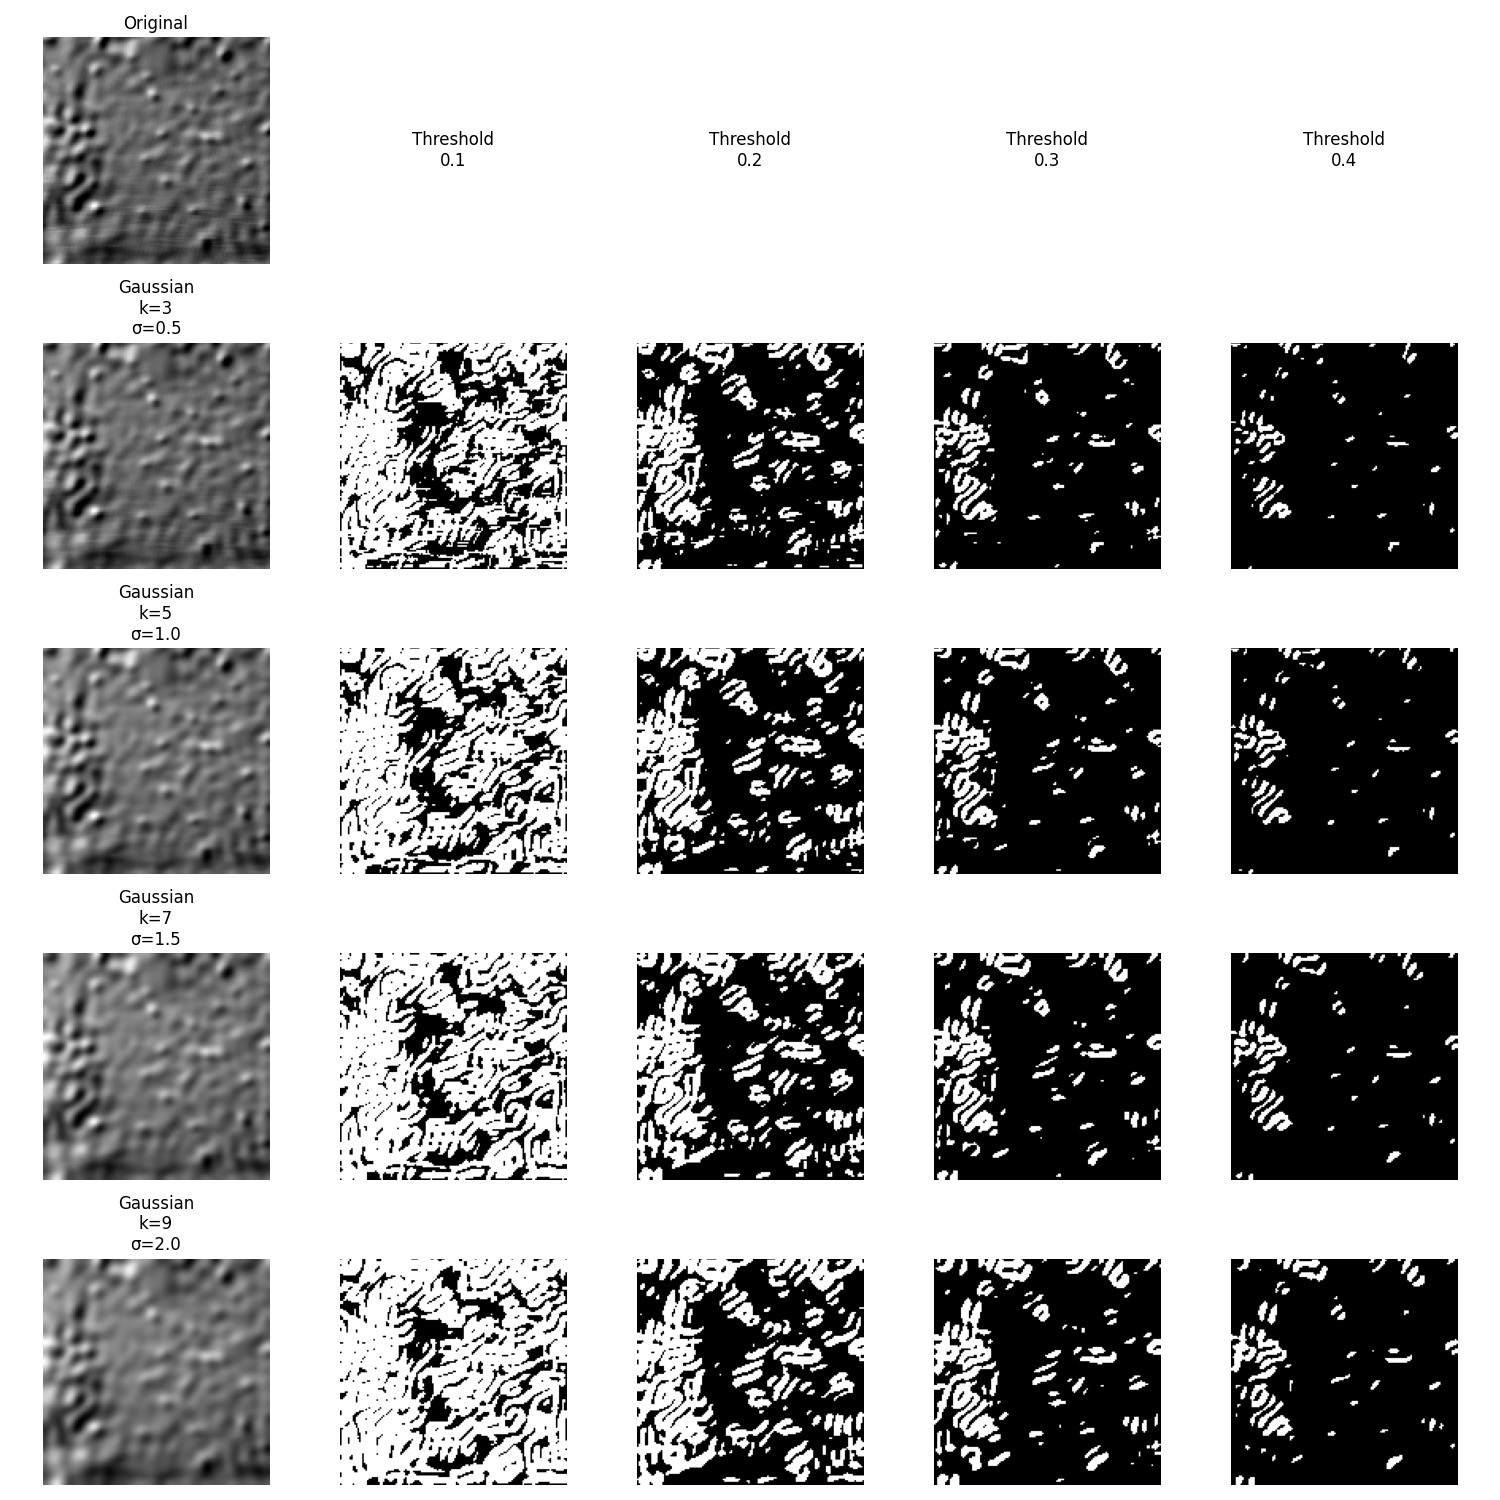 Original
Threshold
0.1
Threshold
0.2
Threshold
0.3
Threshold
0.4
Gaussian
k=3
σ=0.5
Gaussian
k=5
σ=1.0
Gaussian
k=7
σ=1.5
Gaussian
k=9
σ=2.0